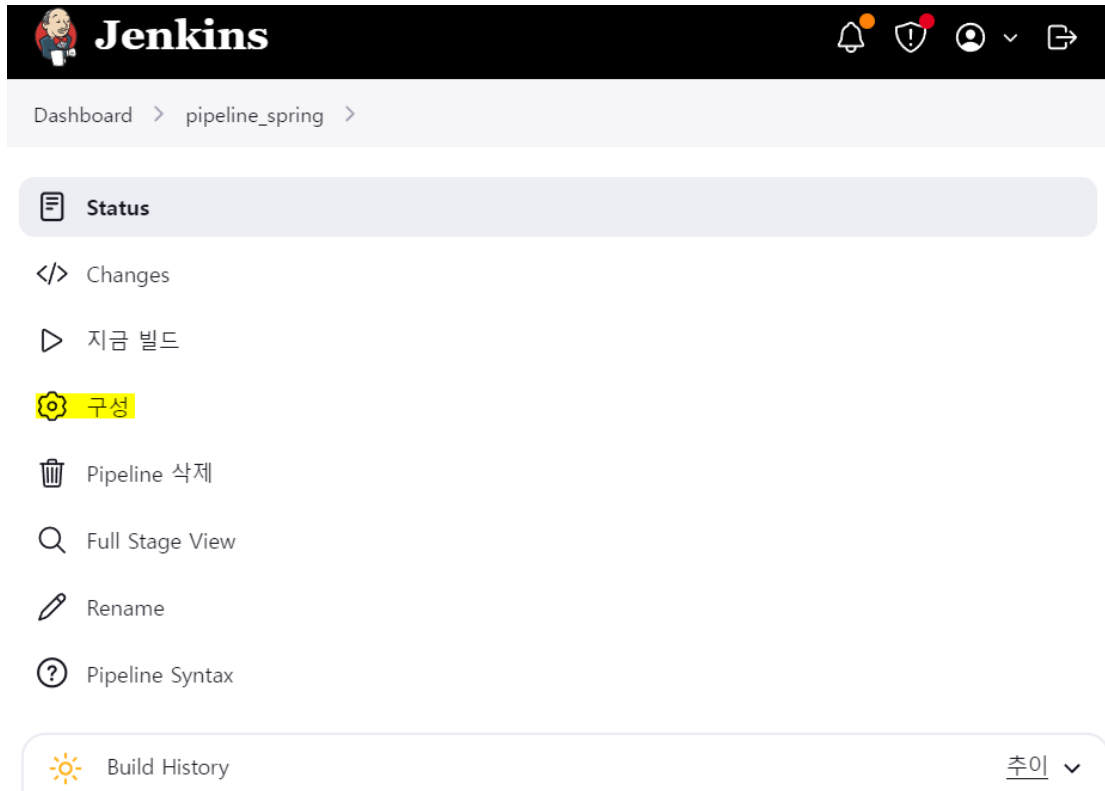 Jenkins
Dashboard > pipeline_spring >
Status
Changes
지금 빌드
구성
Pipeline 삭제
Full Stage View
Rename
Pipeline Syntax
Build History 추이